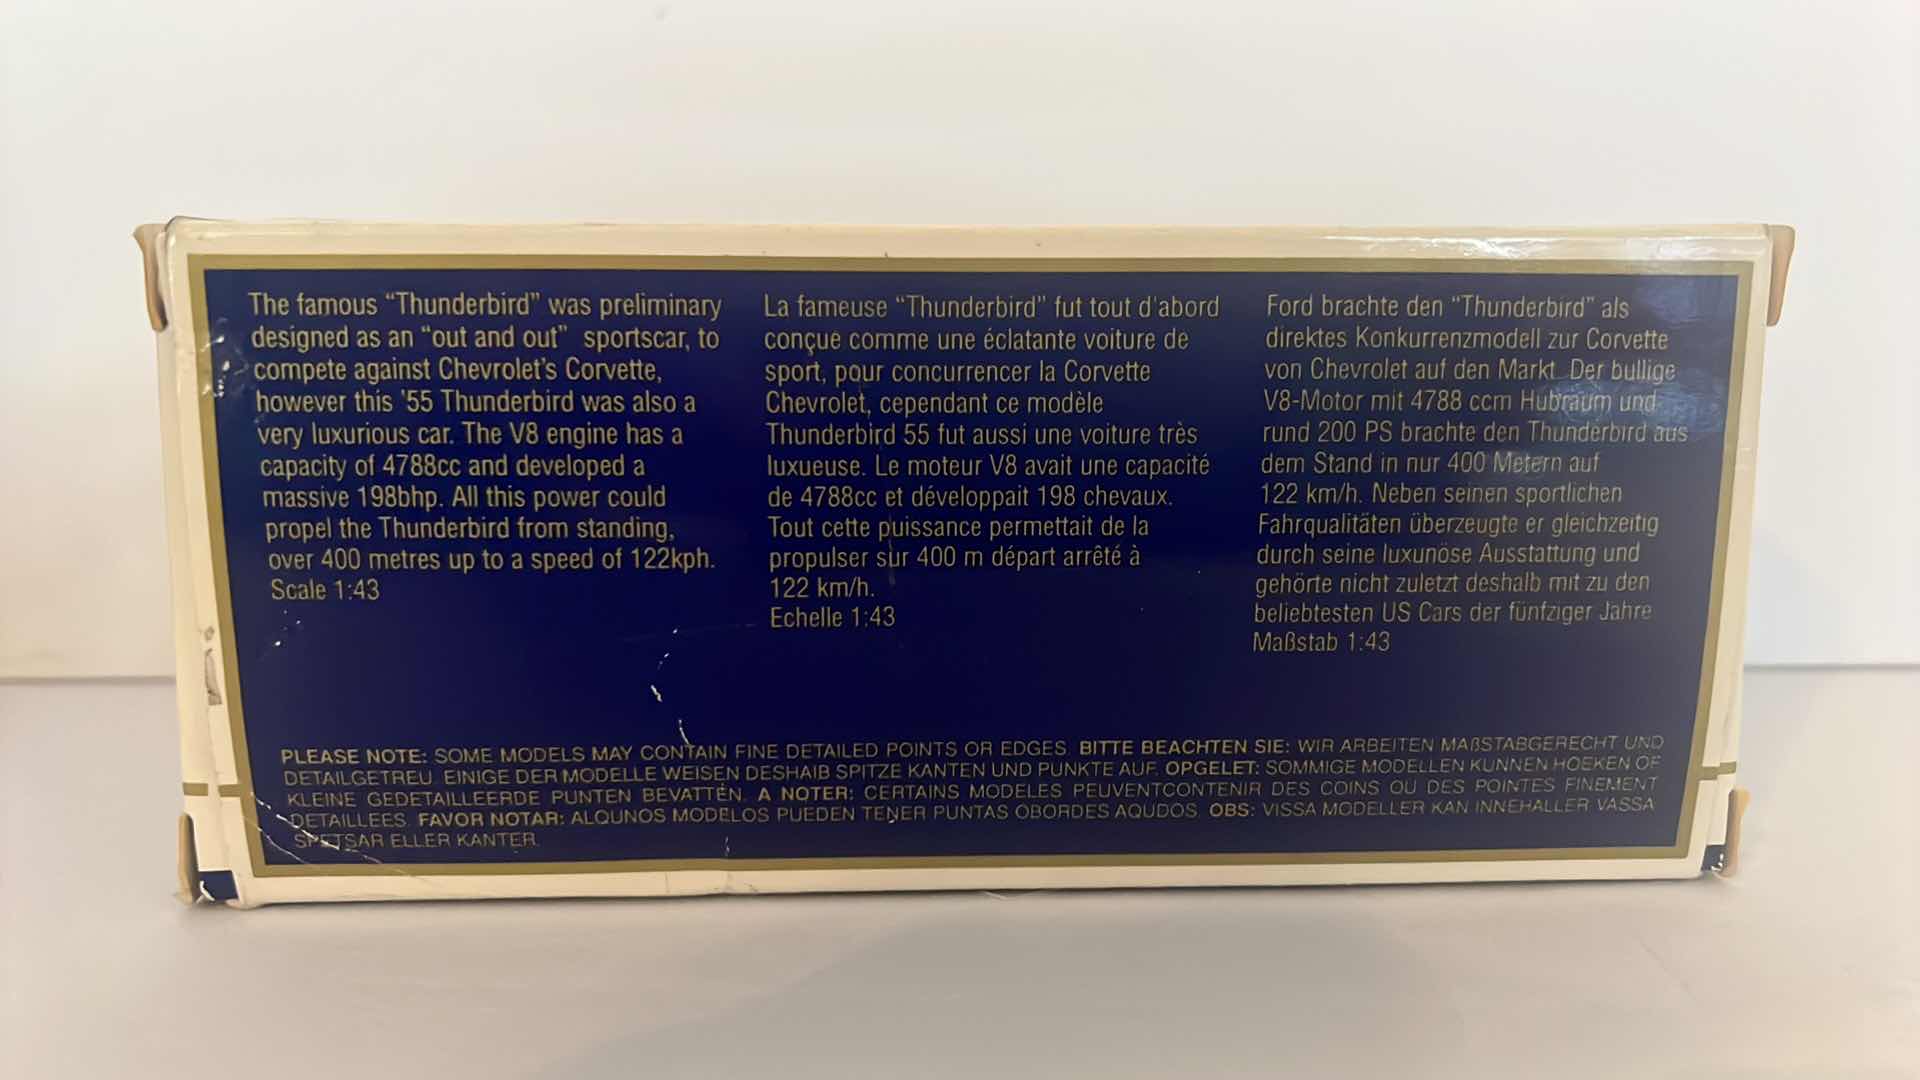 The famous “Thunderbird” was preliminary
designed as an “out and out” sportscar, to
compete against Chevrolet's Corvette,
however this '55 Thunderbird was also a
very luxurious car. The V8 engine has a
capacity of 4788cc and developed a
massive 198bhp. All this power could
propel the Thunderbird from standing,
over 400 metres up to a speed of 122kph.
Scale 1:43
La fameuse “Thunderbird” fut tout d'abord
conçue comme une éclatante voiture de
sport, pour concurrencer la Corvette
Chevrolet, cependant ce modèle
Thunderbird 55 fut aussi une voiture très
luxueuse. Le moteur V8 avait une capacité
de 4788cc et développait 198 chevaux.
Tout cette puissance permettait de la
propulser sur 400 m départ arrêté à
122 km/h.
Echelle 1:43
Ford brachte den “Thunderbird” als
direktes Konkurrenzmodell zur Corvette
von Chevrolet auf den Markt. Der bullige
V8-Motor mit 4788 ccm Hubraum und
rund 200 PS brachte den Thunderbird aus
dem Stand in nur 400 Metern auf
122 km/h. Neben seinen sportlichen
Fahrqualitäten überzeugte er gleichzeitig
durch seine luxunöse Ausstattung und
gehörte nicht zuletzt deshalb mit zu den
beliebtesten US Cars der fünfziger Jahre
Maßstab 1:43
PLEASE NOTE: SOME MODELS MAY CONTAIN FINE DETAILED POINTS OR EDGES. BITTE BEACHTEN SIE: WIR ARBEITEN MAßSTABGERECHT UND
DETAILGETREU. EINIGE DER MODELLE WEISEN DESHAIB SPITZE KANTEN UND PUNKTE AUF. OPGELET: SOMMIGE MODELLEN KUNNEN HOEKEN OF
KLEINE GEDETAILLEERDE PUNTEN BEVATTEN. A NOTER: CERTAINS MODELES PEUVENTCONTENIR DES COINS OU DES POINTES FINEMENT
DETAILLEES. FAVOR NOTAR: ALQUNOS MODELOS PUEDEN TENER PUNTAS OBORDES AQUDOS. OBS: VISSA MODELLER KAN INNEHALLER VASSA
SPETSAR ELLER KANTER.